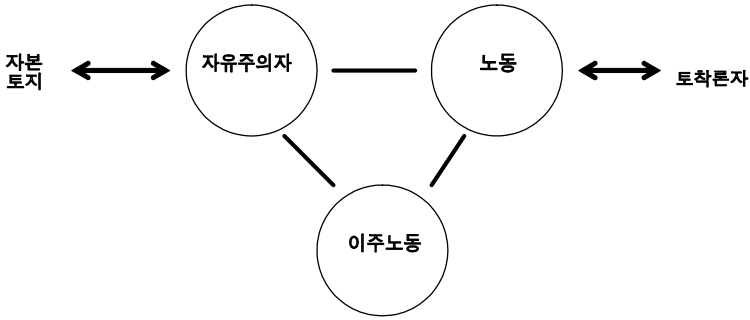 자본
토지
자유주의자
노동
토착론자
이주노동